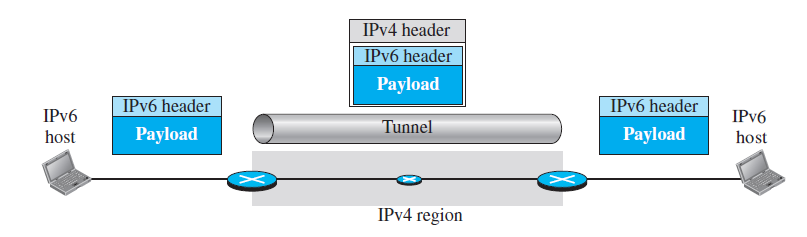 IPv4 header
IPv6 header
Payload
IPv6
host
IPv6 header
Payload
Tunnel
IPv6 header
Payload
IPv6
host
IPv4 region